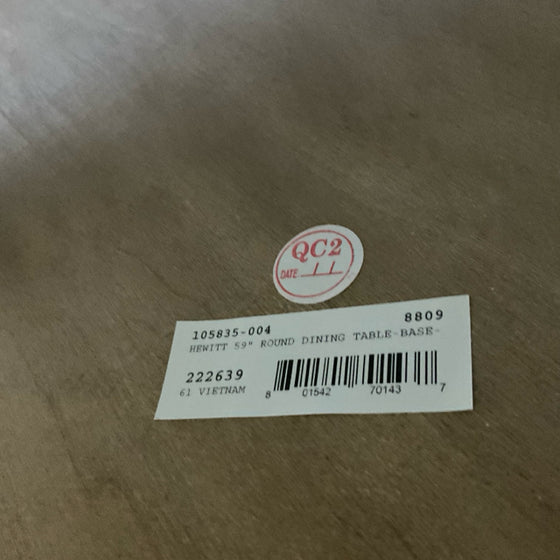 QC2
DATE / /
105835-004 8809
HEWITT 59" ROUND DINING TABLE-BASE-
222639
61 VIETNAM
8 01542 70143 7